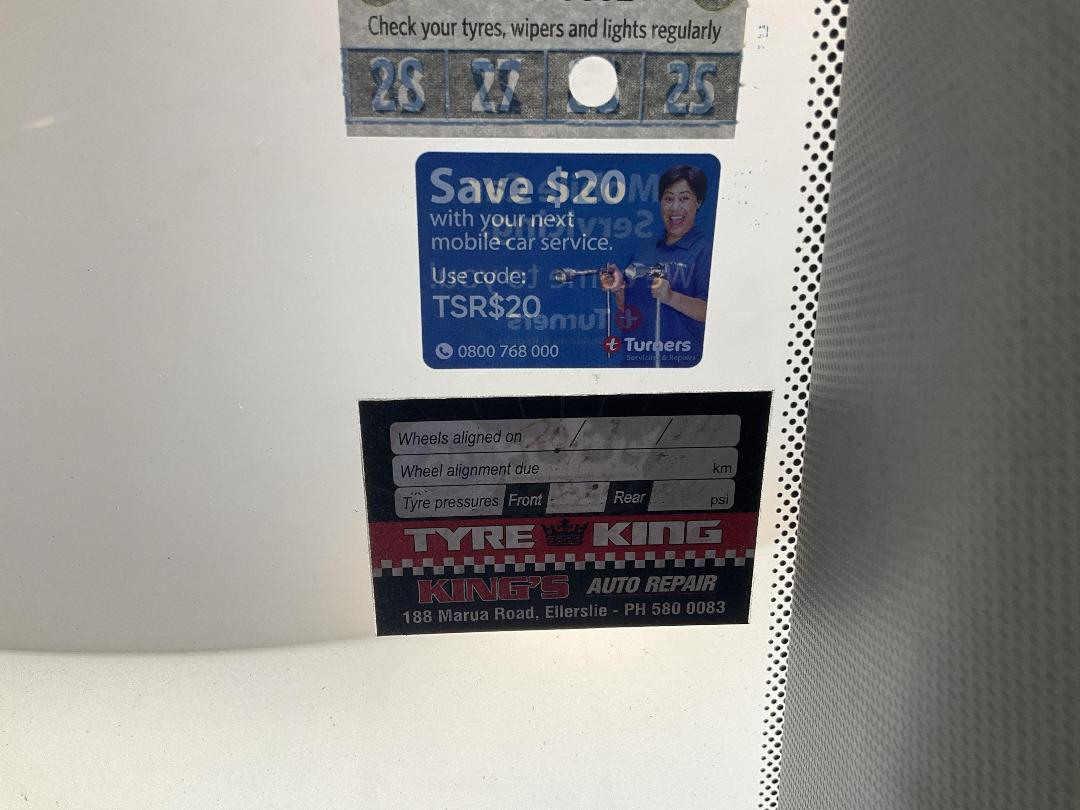 Check your tyres, wipers and lights regularly
28 27 25
Save $20
with your next
mobile car service.
Use code:
TSR$20
0800 768 000
t Turners
Servicing & Repairs
Wheels aligned on / /
Wheel alignment due km
Tyre pressures Front Rear psi
TYRE KING
KING'S AUTO REPAIR
188 Marua Road, Ellerslie - PH 580 0083